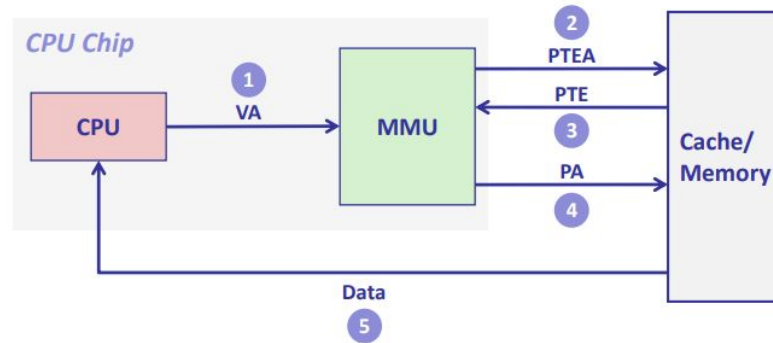 CPU Chip
1
VA
CPU
MMU
2
PTEA
PTE
3
PA
4
Cache/
Memory
Data
5